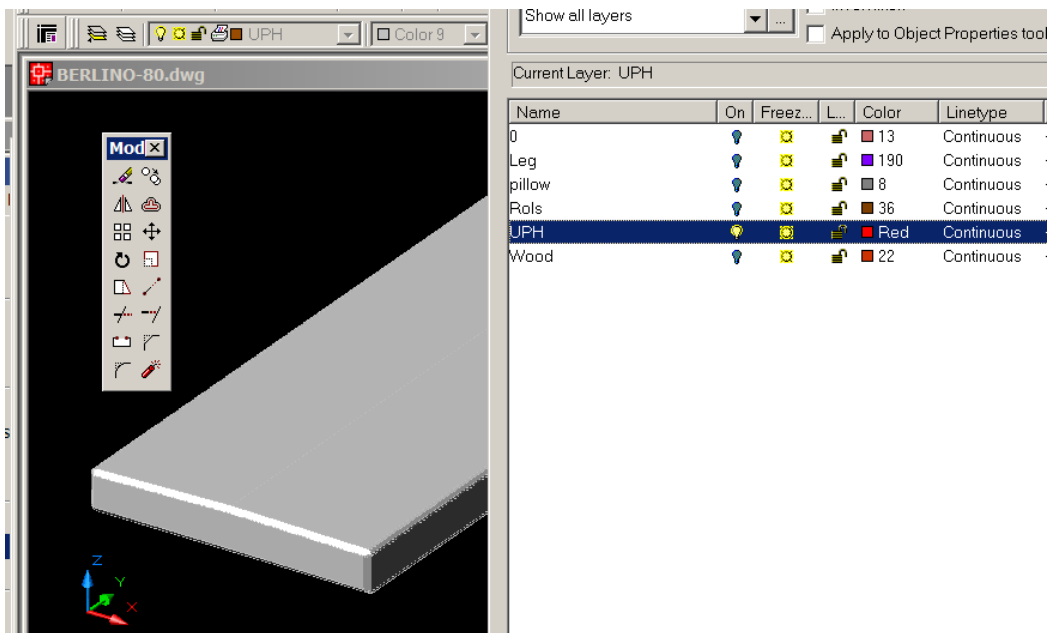 Show all layers
...
Apply to Object Properties tool
UPH
Color 9
BERLINO-80.dwg
Current Layer: UPH
Name On Freez... L... Color Linetype
0 13 Continuous
Leg 190 Continuous
pillow 8 Continuous
Rols 36 Continuous
UPH Red Continuous
Wood 22 Continuous
Mod
Z
Y
X